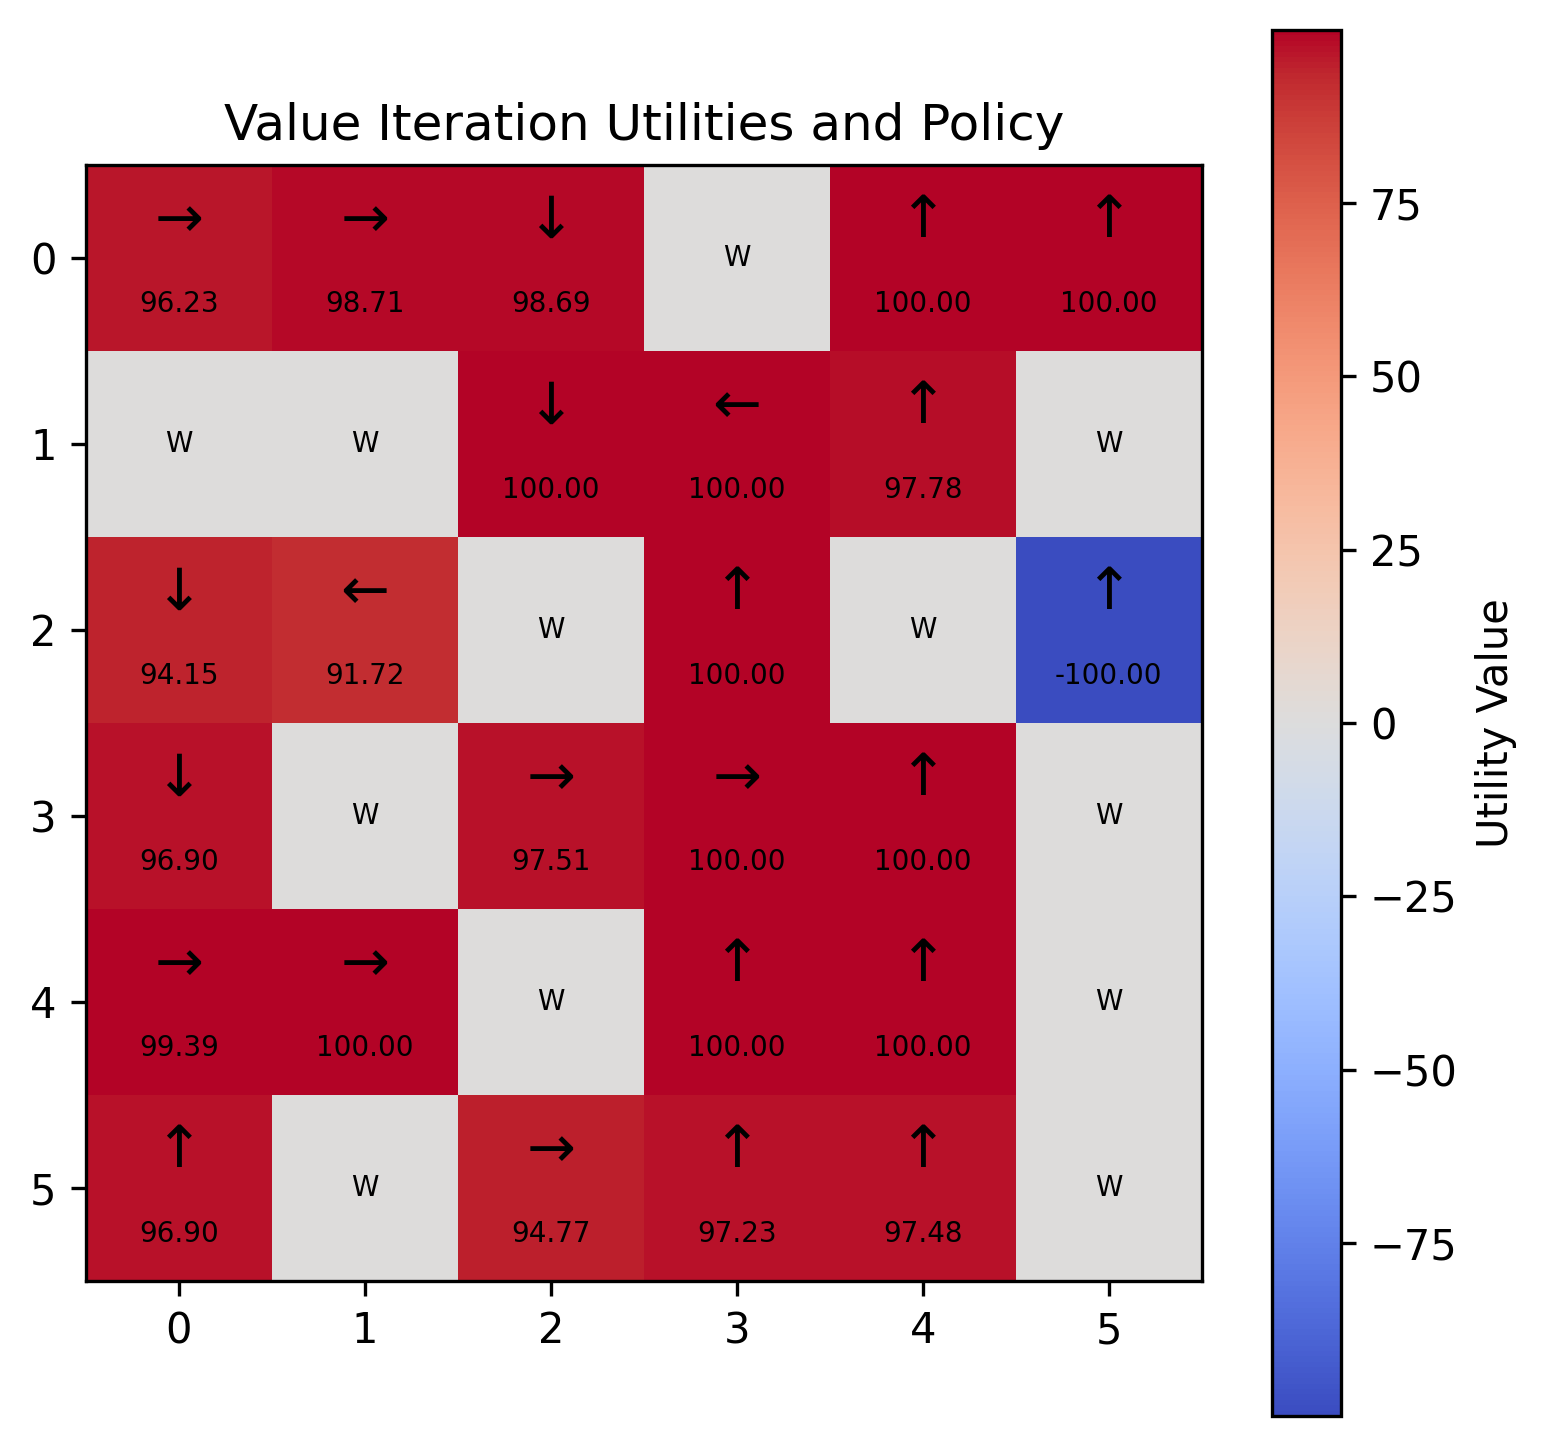 Value Iteration Utilities and Policy
0 → → ↓ W ↑ ↑
96.23 98.71 98.69 100.00 100.00
1 W W ↓ ← ↑ W
100.00 100.00 97.78
2 ↓ ← W ↑ W ↑
94.15 91.72 100.00 -100.00
3 ↓ W → → ↑ W
96.90 97.51 100.00 100.00
4 → → W ↑ ↑ W
99.39 100.00 100.00 100.00
5 ↑ W → ↑ ↑ W
96.90 94.77 97.23 97.48
0 1 2 3 4 5
75
50
25
0
−25
−50
−75
Utility Value